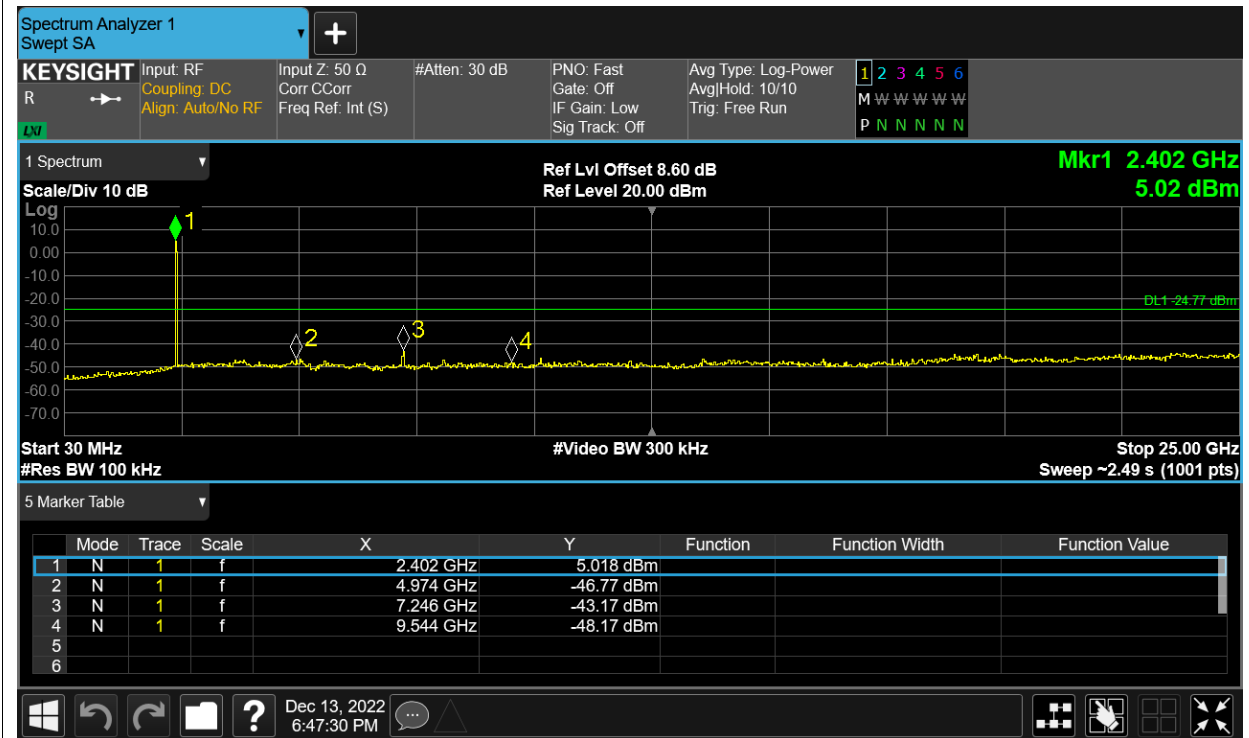 Spectrum Analyzer 1
Swept SA
+
KEYSIGHT
R
LXI
Input: RF
Coupling: DC
Align: Auto/No RF
Input Z: 50 Ω
Corr CCorr
Freq Ref: Int (S)
#Atten: 30 dB
PNO: Fast
Gate: Off
IF Gain: Low
Sig Track: Off
Avg Type: Log-Power
Avg|Hold: 10/10
Trig: Free Run
1 2 3 4 5 6
M W W W W W
P N N N N N
1 Spectrum
Scale/Div 10 dB
Ref Lvl Offset 8.60 dB
Ref Level 20.00 dBm
Mkr1 2.402 GHz
5.02 dBm
Log
10.0
0.00
-10.0
-20.0
-30.0
-40.0
-50.0
-60.0
-70.0
1
2
3
4
DL1 -24.77 dBm
Start 30 MHz
#Video BW 300 kHz
Stop 25.00 GHz
#Res BW 100 kHz
Sweep ~2.49 s (1001 pts)
5 Marker Table
Mode Trace Scale X Y Function Function Width Function Value
1 N 1 f 2.402 GHz 5.018 dBm
2 N 1 f 4.974 GHz -46.77 dBm
3 N 1 f 7.246 GHz -43.17 dBm
4 N 1 f 9.544 GHz -48.17 dBm
5
6
?
Dec 13, 2022
6:47:30 PM